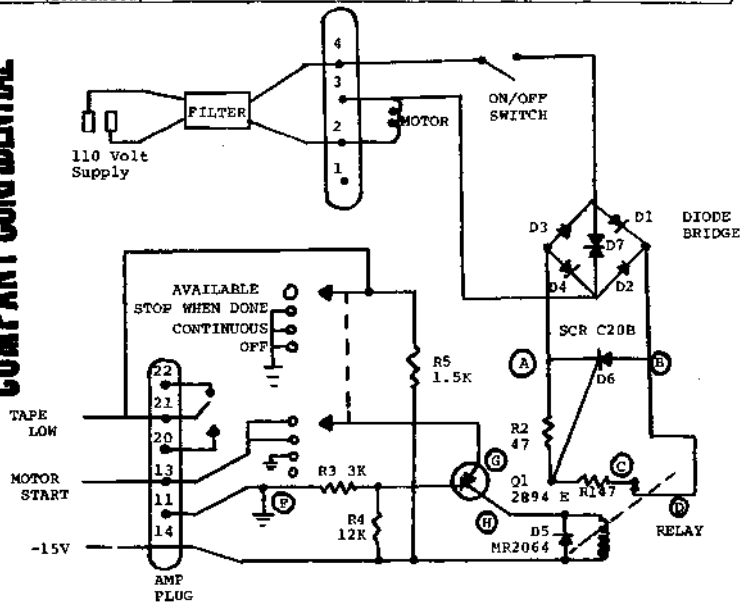 COMPANY CONFIDENTIAL
4
3
2
1
FILTER
MOTOR
110 Volt
Supply
ON/OFF
SWITCH
D3
D1
D7
D4
D2
DIODE
BRIDGE
AVAILABLE
STOP WHEN DONE
CONTINUOUS
OFF
R5
1.5K
SCR C20B
A
B
D6
22
21
20
13
11
14
TAPE
LOW
MOTOR
START
-15V
AMP
PLUG
F
R3 3K
R4
12K
G
Q1
2894
H
R2
47
E
R147
C
D
RELAY
D5
MR2064